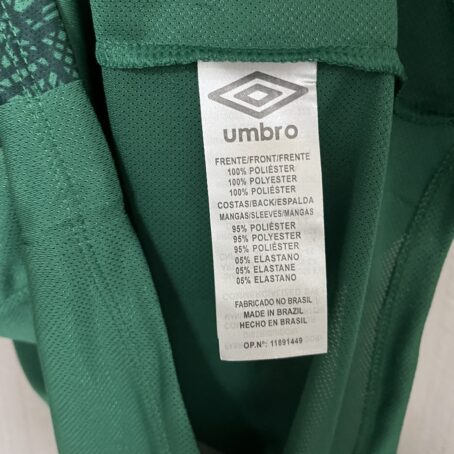 umbro
FRENTE/FRONT/FRENTE
100% POLIÉSTER
100% POLYESTER
100% POLIÉSTER
COSTAS/BACK/ESPALDA
MANGAS/SLEEVES/MANGAS
95% POLIÉSTER
95% POLYESTER
95% POLIÉSTER
05% ELASTANO
05% ELASTANE
05% ELASTANO
FABRICADO NO BRASIL
MADE IN BRAZIL
HECHO EN BRASIL
OP.Nº: 11891449